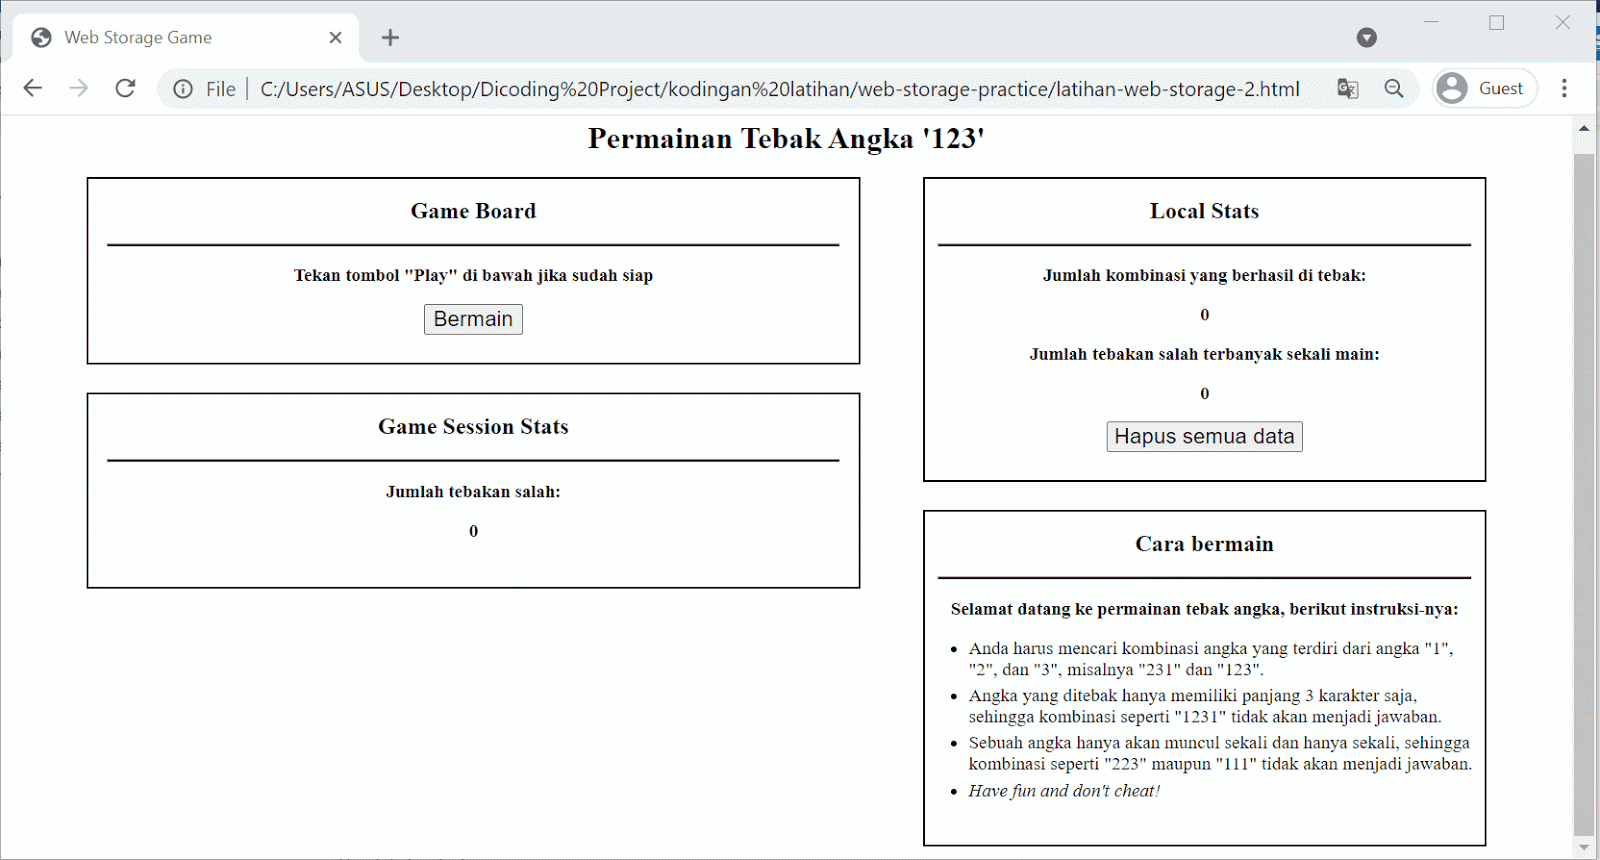 Web Storage Game
File
C:/Users/ASUS/Desktop/Dicoding%20Project/kodingan%20latihan/web-storage-practice/latihan-web-storage-2.html
Guest
Permainan Tebak Angka '123'
Game Board
Tekan tombol "Play" di bawah jika sudah siap
Bermain
Game Session Stats
Jumlah tebakan salah:
0
Local Stats
Jumlah kombinasi yang berhasil di tebak:
0
Jumlah tebakan salah terbanyak sekali main:
0
Hapus semua data
Cara bermain
Selamat datang ke permainan tebak angka, berikut instruksi-nya:
Anda harus mencari kombinasi angka yang terdiri dari angka "1",
"2", dan "3", misalnya "231" dan "123".
Angka yang ditebak hanya memiliki panjang 3 karakter saja,
sehingga kombinasi seperti "1231" tidak akan menjadi jawaban.
Sebuah angka hanya akan muncul sekali dan hanya sekali, sehingga
kombinasi seperti "223" maupun "111" tidak akan menjadi jawaban.
Have fun and don't cheat!